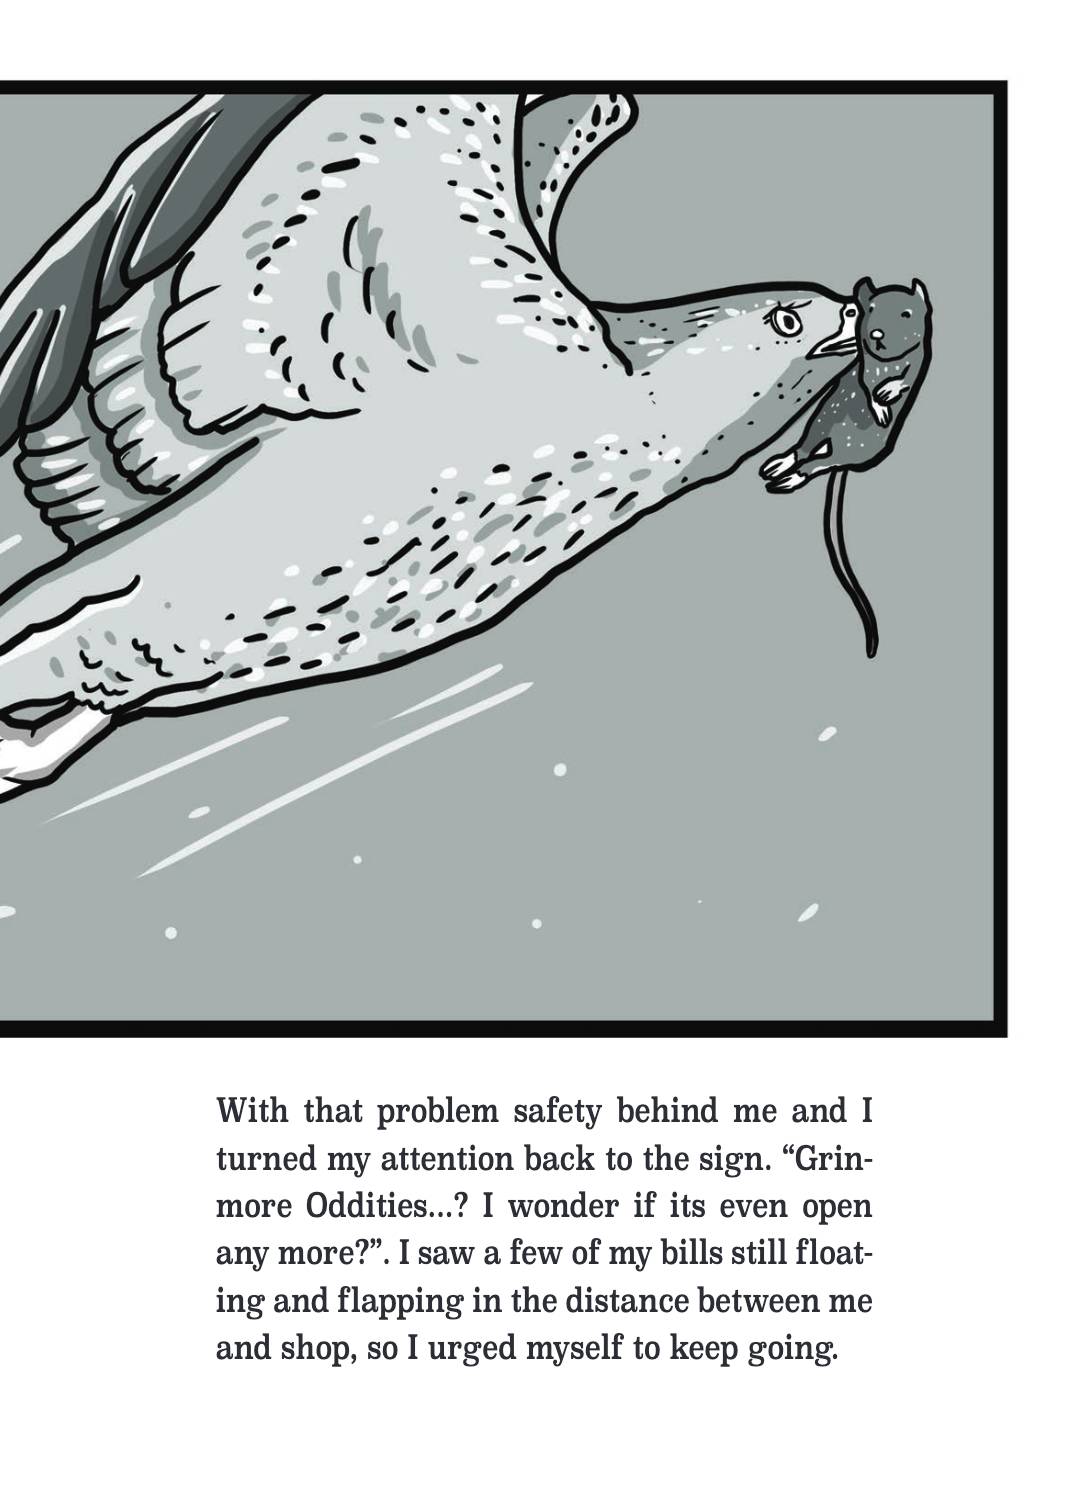 With that problem safety behind me and I
turned my attention back to the sign. “Grin-
more Oddities...? I wonder if its even open
any more?”. I saw a few of my bills still float-
ing and flapping in the distance between me
and shop, so I urged myself to keep going.